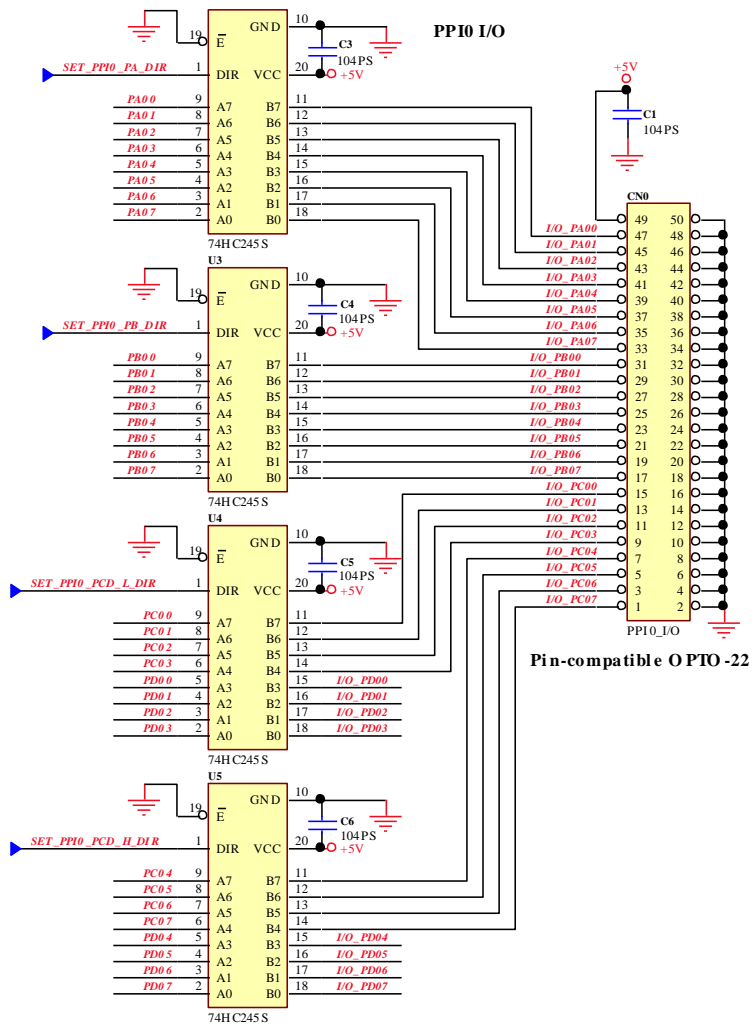 PPI0 I/O
19 E GND 10
C3
104PS
SET_PPI0_PA_DIR 1 DIR VCC 20 +5V
PA00 9 A7 B7 11
PA01 8 A6 B6 12
PA02 7 A5 B5 13
PA03 6 A4 B4 14
PA04 5 A3 B3 15
PA05 4 A2 B2 16
PA06 3 A1 B1 17
PA07 2 A0 B0 18
74HC245S
U3
19 E GND 10
C4
104PS
SET_PPI0_PB_DIR 1 DIR VCC 20 +5V
PB00 9 A7 B7 11 I/O_PB00
PB01 8 A6 B6 12 I/O_PB01
PB02 7 A5 B5 13 I/O_PB02
PB03 6 A4 B4 14 I/O_PB03
PB04 5 A3 B3 15 I/O_PB04
PB05 4 A2 B2 16 I/O_PB05
PB06 3 A1 B1 17 I/O_PB06
PB07 2 A0 B0 18 I/O_PB07
74HC245S
U4
19 E GND 10
C5
104PS
SET_PPI0_PCD_L_DIR 1 DIR VCC 20 +5V
PC00 9 A7 B7 11
PC01 8 A6 B6 12
PC02 7 A5 B5 13
PC03 6 A4 B4 14
PD00 5 A3 B3 15 I/O_PD00
PD01 4 A2 B2 16 I/O_PD01
PD02 3 A1 B1 17 I/O_PD02
PD03 2 A0 B0 18 I/O_PD03
74HC245S
U5
19 E GND 10
C6
104PS
SET_PPI0_PCD_H_DIR 1 DIR VCC 20 +5V
PC04 9 A7 B7 11
PC05 8 A6 B6 12
PC06 7 A5 B5 13
PC07 6 A4 B4 14
PD04 5 A3 B3 15 I/O_PD04
PD05 4 A2 B2 16 I/O_PD05
PD06 3 A1 B1 17 I/O_PD06
PD07 2 A0 B0 18 I/O_PD07
74HC245S
+5V
C1
104PS
CN0
49 50
I/O_PA00 47 48
I/O_PA01 45 46
I/O_PA02 43 44
I/O_PA03 41 42
I/O_PA04 39 40
I/O_PA05 37 38
I/O_PA06 35 36
I/O_PA07 33 34
31 32
29 30
27 28
25 26
23 24
21 22
19 20
17 18
I/O_PC00 15 16
I/O_PC01 13 14
I/O_PC02 11 12
I/O_PC03 9 10
I/O_PC04 7 8
I/O_PC05 5 6
I/O_PC06 3 4
I/O_PC07 1 2
PPI0_I/O
Pin-compatible OPTO-22